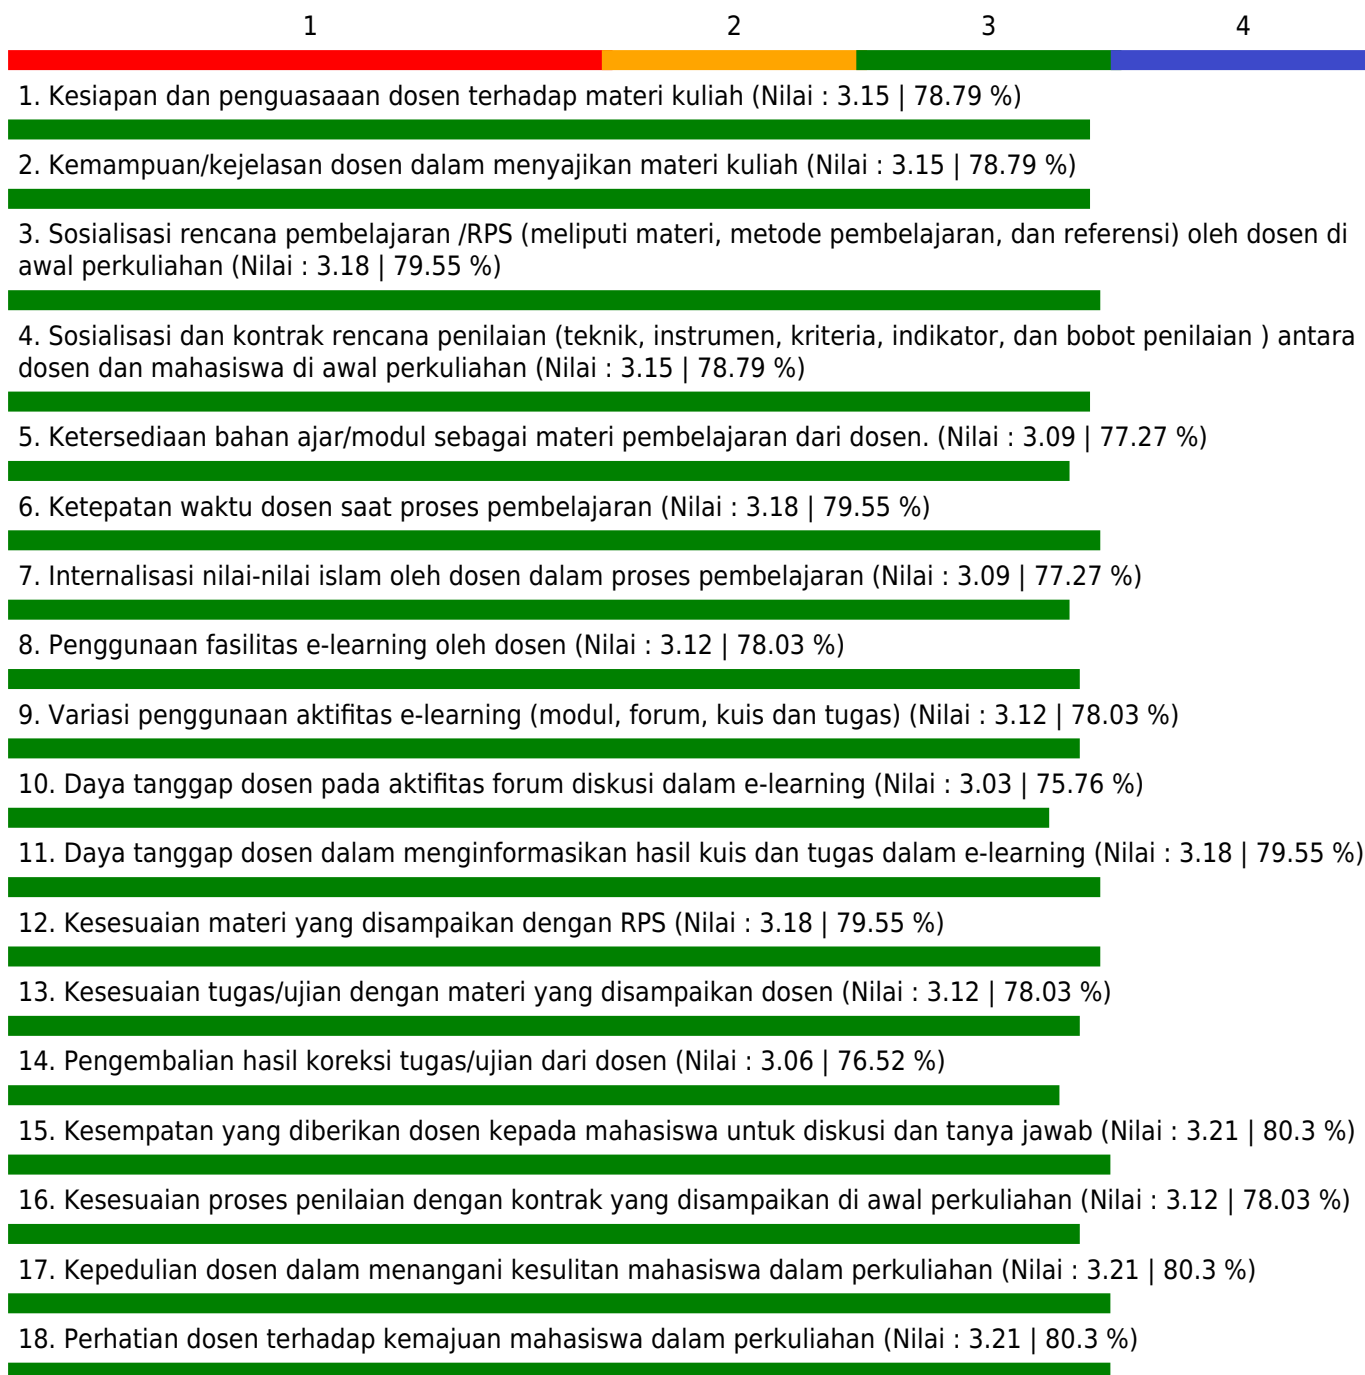 1 2 3 4
1. Kesiapan dan penguasaaan dosen terhadap materi kuliah (Nilai : 3.15 | 78.79 %)
2. Kemampuan/kejelasan dosen dalam menyajikan materi kuliah (Nilai : 3.15 | 78.79 %)
3. Sosialisasi rencana pembelajaran /RPS (meliputi materi, metode pembelajaran, dan referensi) oleh dosen di
awal perkuliahan (Nilai : 3.18 | 79.55 %)
4. Sosialisasi dan kontrak rencana penilaian (teknik, instrumen, kriteria, indikator, dan bobot penilaian ) antara
dosen dan mahasiswa di awal perkuliahan (Nilai : 3.15 | 78.79 %)
5. Ketersediaan bahan ajar/modul sebagai materi pembelajaran dari dosen. (Nilai : 3.09 | 77.27 %)
6. Ketepatan waktu dosen saat proses pembelajaran (Nilai : 3.18 | 79.55 %)
7. Internalisasi nilai-nilai islam oleh dosen dalam proses pembelajaran (Nilai : 3.09 | 77.27 %)
8. Penggunaan fasilitas e-learning oleh dosen (Nilai : 3.12 | 78.03 %)
9. Variasi penggunaan aktifitas e-learning (modul, forum, kuis dan tugas) (Nilai : 3.12 | 78.03 %)
10. Daya tanggap dosen pada aktifitas forum diskusi dalam e-learning (Nilai : 3.03 | 75.76 %)
11. Daya tanggap dosen dalam menginformasikan hasil kuis dan tugas dalam e-learning (Nilai : 3.18 | 79.55 %)
12. Kesesuaian materi yang disampaikan dengan RPS (Nilai : 3.18 | 79.55 %)
13. Kesesuaian tugas/ujian dengan materi yang disampaikan dosen (Nilai : 3.12 | 78.03 %)
14. Pengembalian hasil koreksi tugas/ujian dari dosen (Nilai : 3.06 | 76.52 %)
15. Kesempatan yang diberikan dosen kepada mahasiswa untuk diskusi dan tanya jawab (Nilai : 3.21 | 80.3 %)
16. Kesesuaian proses penilaian dengan kontrak yang disampaikan di awal perkuliahan (Nilai : 3.12 | 78.03 %)
17. Kepedulian dosen dalam menangani kesulitan mahasiswa dalam perkuliahan (Nilai : 3.21 | 80.3 %)
18. Perhatian dosen terhadap kemajuan mahasiswa dalam perkuliahan (Nilai : 3.21 | 80.3 %)